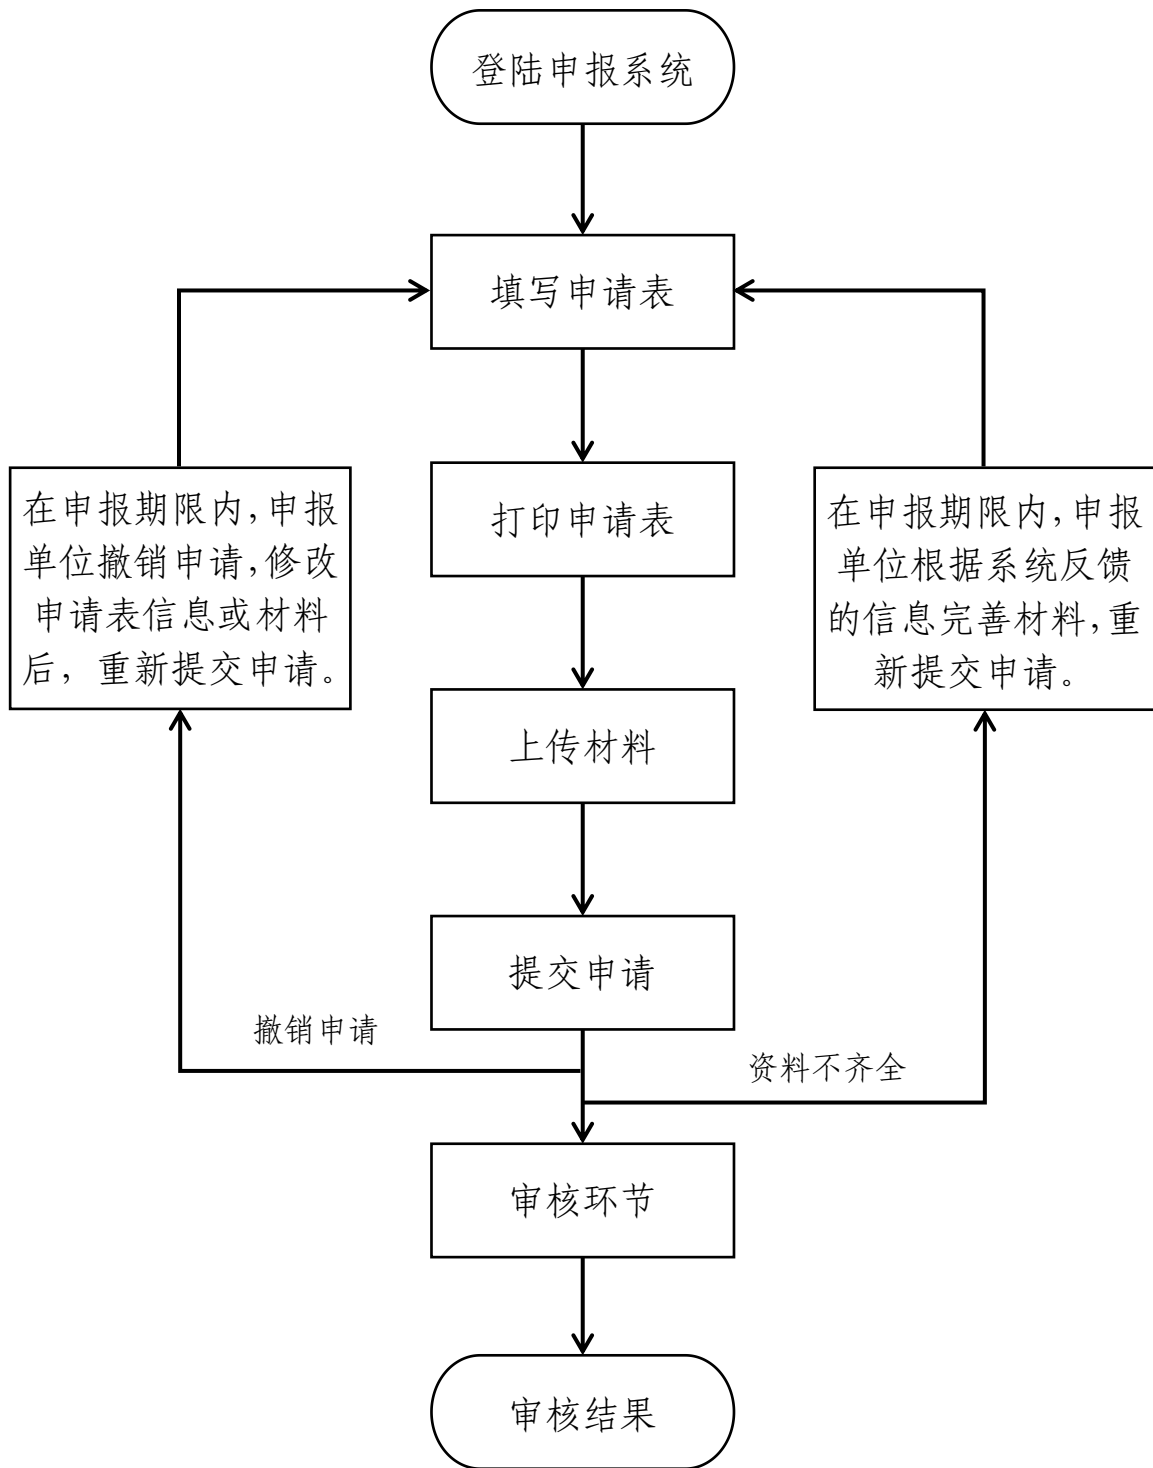 登陆申报系统
填写申请表
打印申请表
在申报期限内,申报
单位撤销申请,修改
申请表信息或材料
后，重新提交申请。
在申报期限内,申报
单位根据系统反馈
的信息完善材料,重
新提交申请。
上传材料
提交申请
撤销申请
资料不齐全
审核环节
审核结果